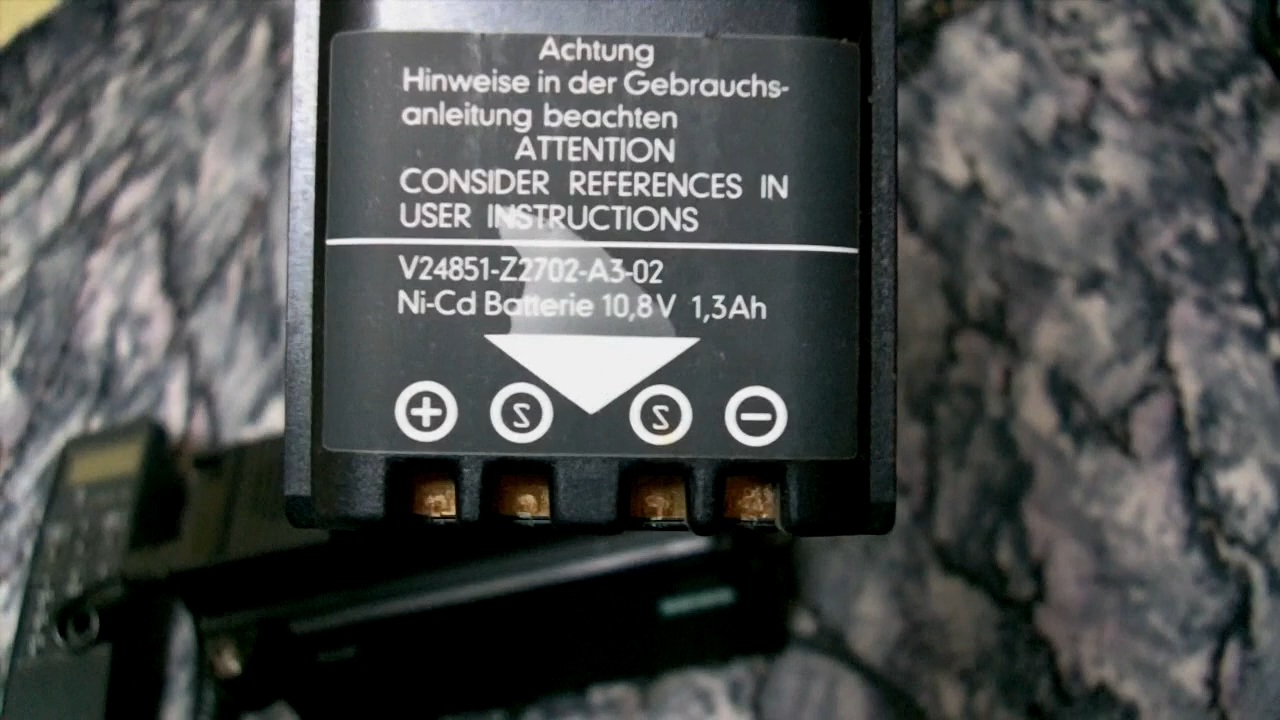 Achtung
Hinweise in der Gebrauchs-
anleitung beachten
ATTENTION
CONSIDER REFERENCES IN
USER INSTRUCTIONS
V24851-Z2702-A3-02
Ni-Cd Batterie 10,8V 1,3Ah
+ S S −